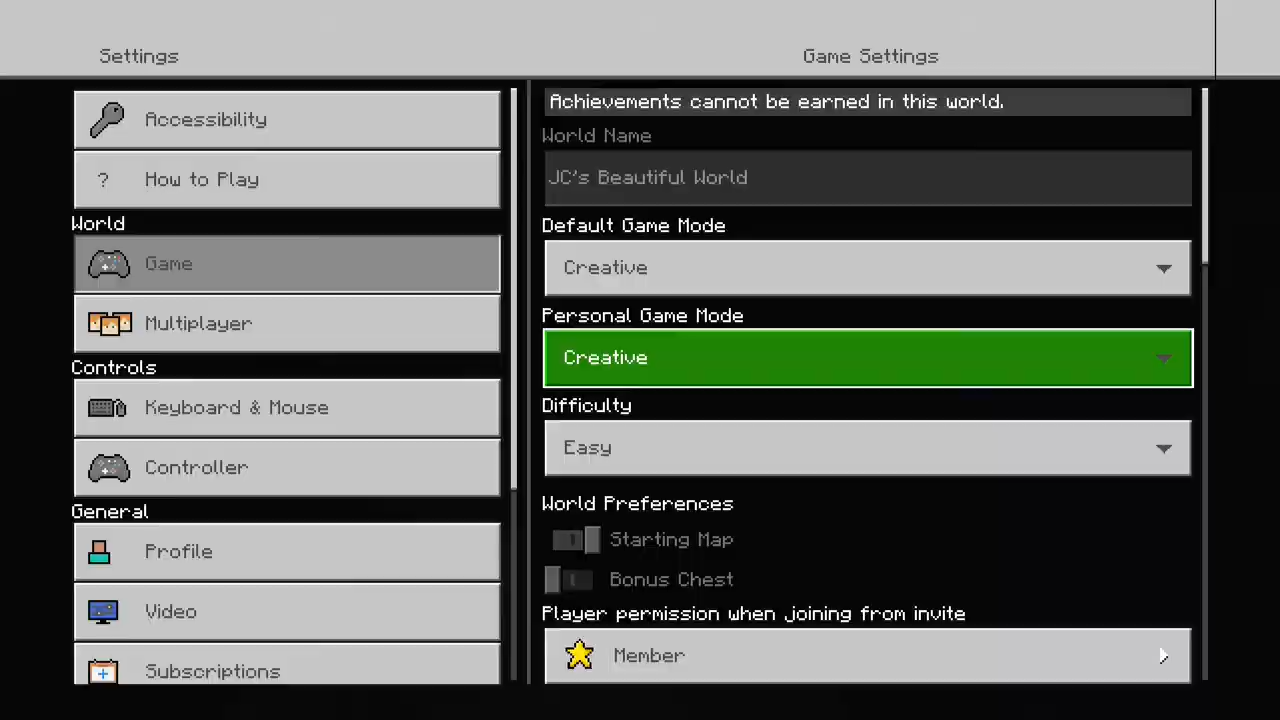 Settings
Game Settings
Accessibility
? How to Play
World
Game
Multiplayer
Controls
Keyboard & Mouse
Controller
General
Profile
Video
Subscriptions
Achievements cannot be earned in this world.
World Name
JC's Beautiful World
Default Game Mode
Creative
Personal Game Mode
Creative
Difficulty
Easy
World Preferences
Starting Map
Bonus Chest
Player permission when joining from invite
Member